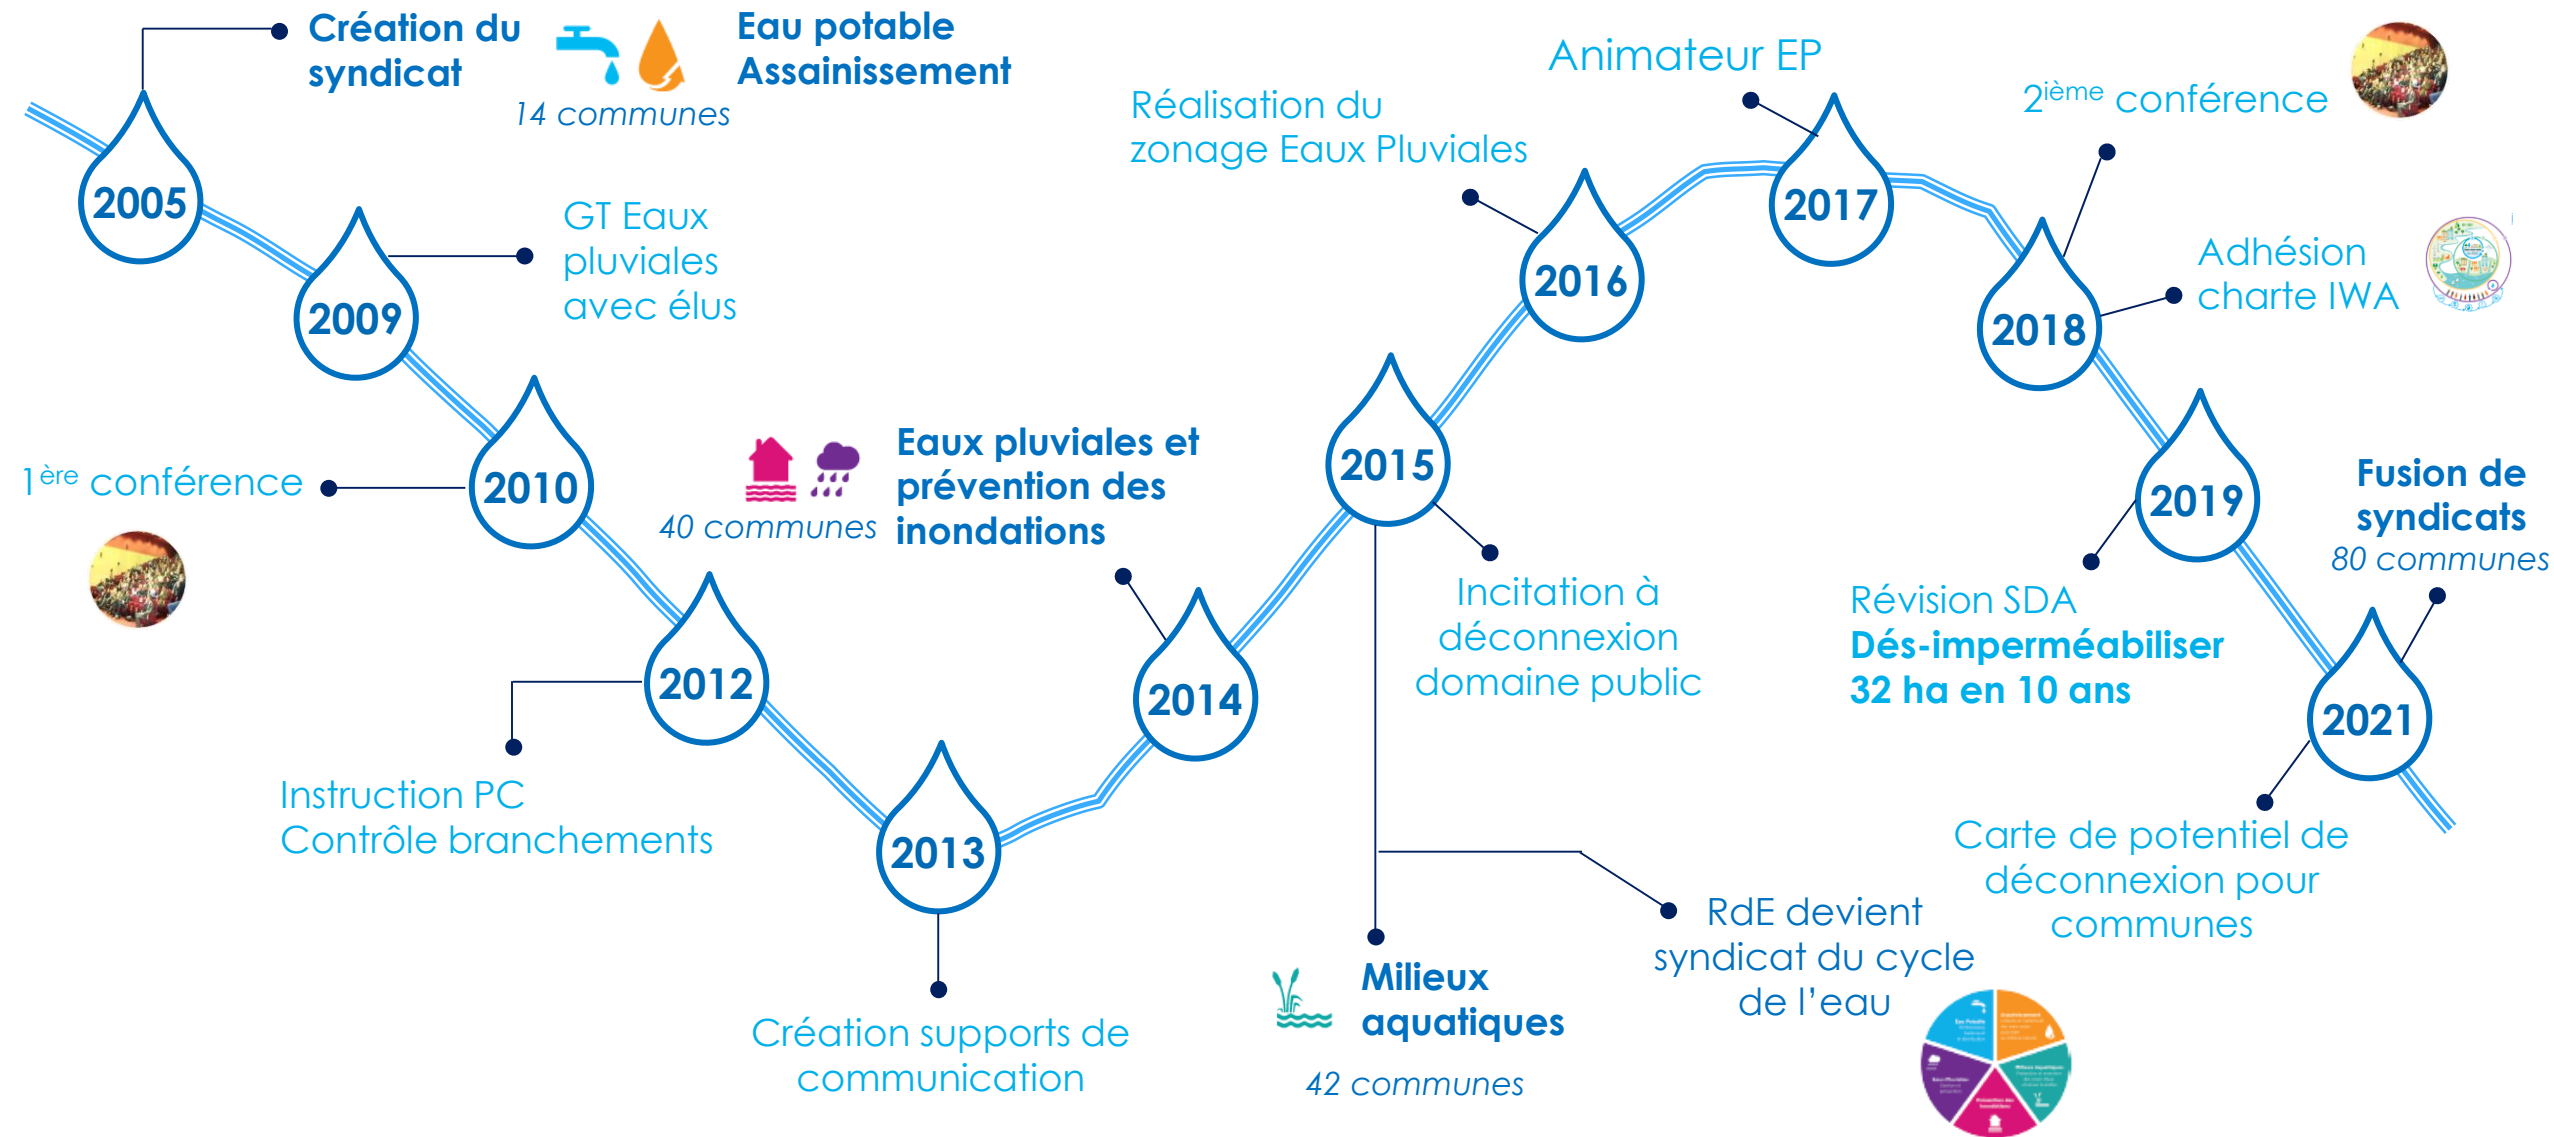 Création du
syndicat
Eau potable
Assainissement
14 communes
2005
GT Eaux
pluviales
avec élus
2009
1ère conférence
2010
Instruction PC
Contrôle branchements
2012
Création supports de
communication
2013
Eaux pluviales et
prévention des
inondations
40 communes
2014
2015
Incitation à
déconnexion
domaine public
Milieux
aquatiques
42 communes
RdE devient
syndicat du cycle
de l’eau
Réalisation du
zonage Eaux Pluviales
2016
Animateur EP
2017
2ième conférence
Adhésion
charte IWA
2018
2019
Révision SDA
Dés-imperméabiliser
32 ha en 10 ans
Fusion de
syndicats
80 communes
2021
Carte de potentiel de
déconnexion pour
communes